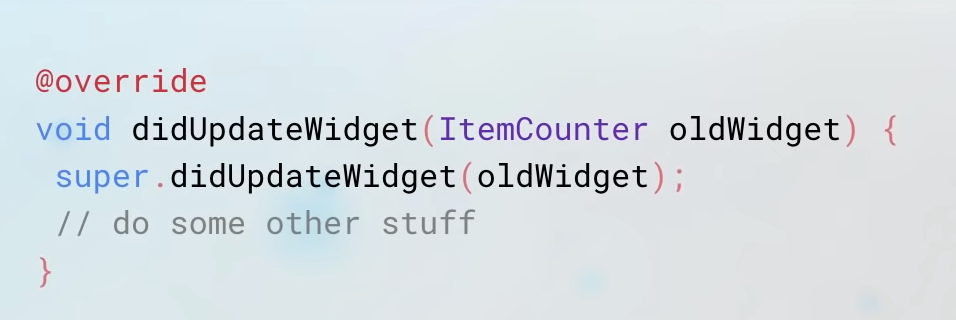 @override
void didUpdateWidget(ItemCounter oldWidget) {
 super.didUpdateWidget(oldWidget);
 // do some other stuff
}